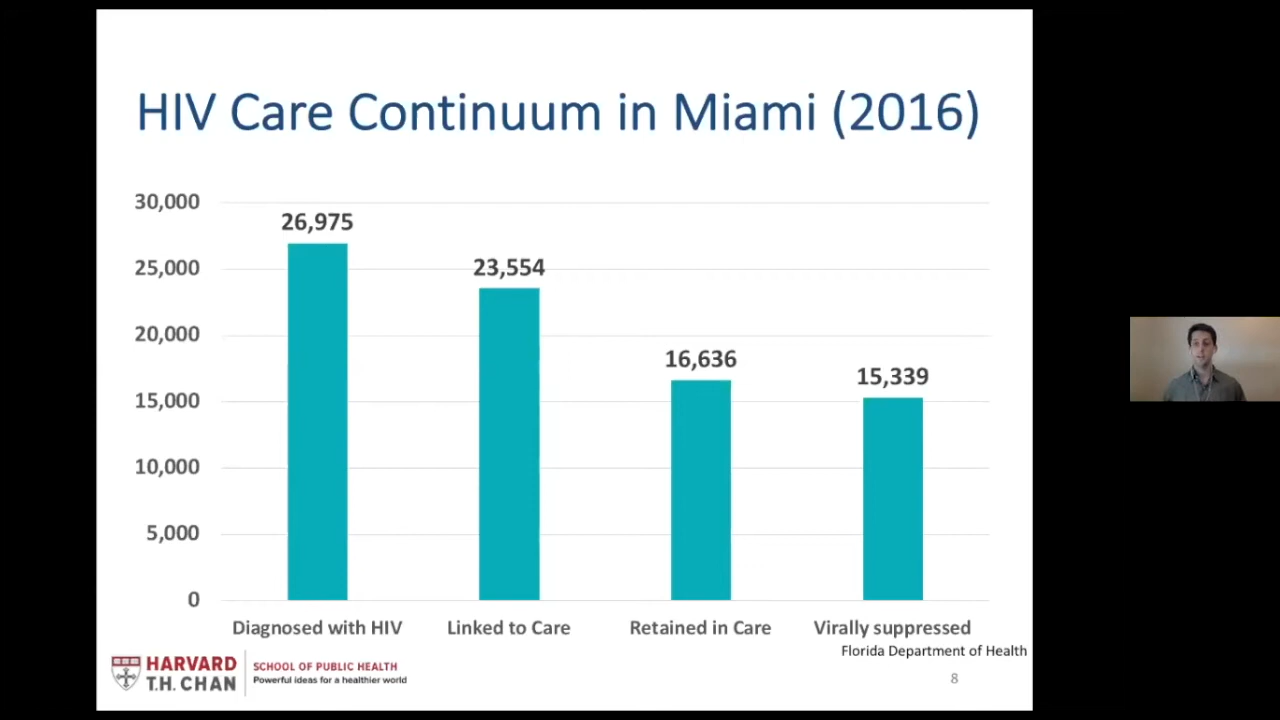 HIV Care Continuum in Miami (2016)
30,000
25,000
20,000
15,000
10,000
5,000
0
26,975
23,554
16,636
15,339
Diagnosed with HIV
Linked to Care
Retained in Care
Virally suppressed
Florida Department of Health
HARVARD
T.H. CHAN
SCHOOL OF PUBLIC HEALTH
Powerful ideas for a healthier world
8